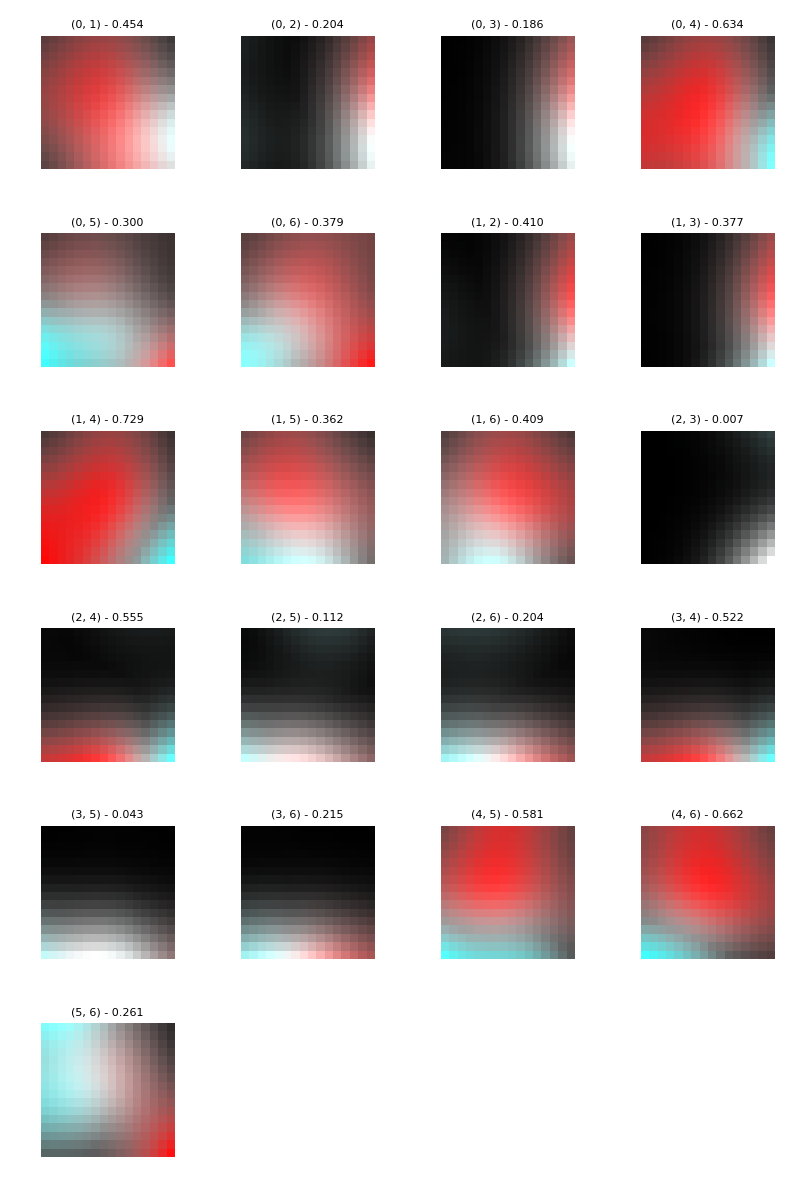 (0, 1) - 0.454 (0, 2) - 0.204 (0, 3) - 0.186 (0, 4) - 0.634
(0, 5) - 0.300 (0, 6) - 0.379 (1, 2) - 0.410 (1, 3) - 0.377
(1, 4) - 0.729 (1, 5) - 0.362 (1, 6) - 0.409 (2, 3) - 0.007
(2, 4) - 0.555 (2, 5) - 0.112 (2, 6) - 0.204 (3, 4) - 0.522
(3, 5) - 0.043 (3, 6) - 0.215 (4, 5) - 0.581 (4, 6) - 0.662
(5, 6) - 0.261